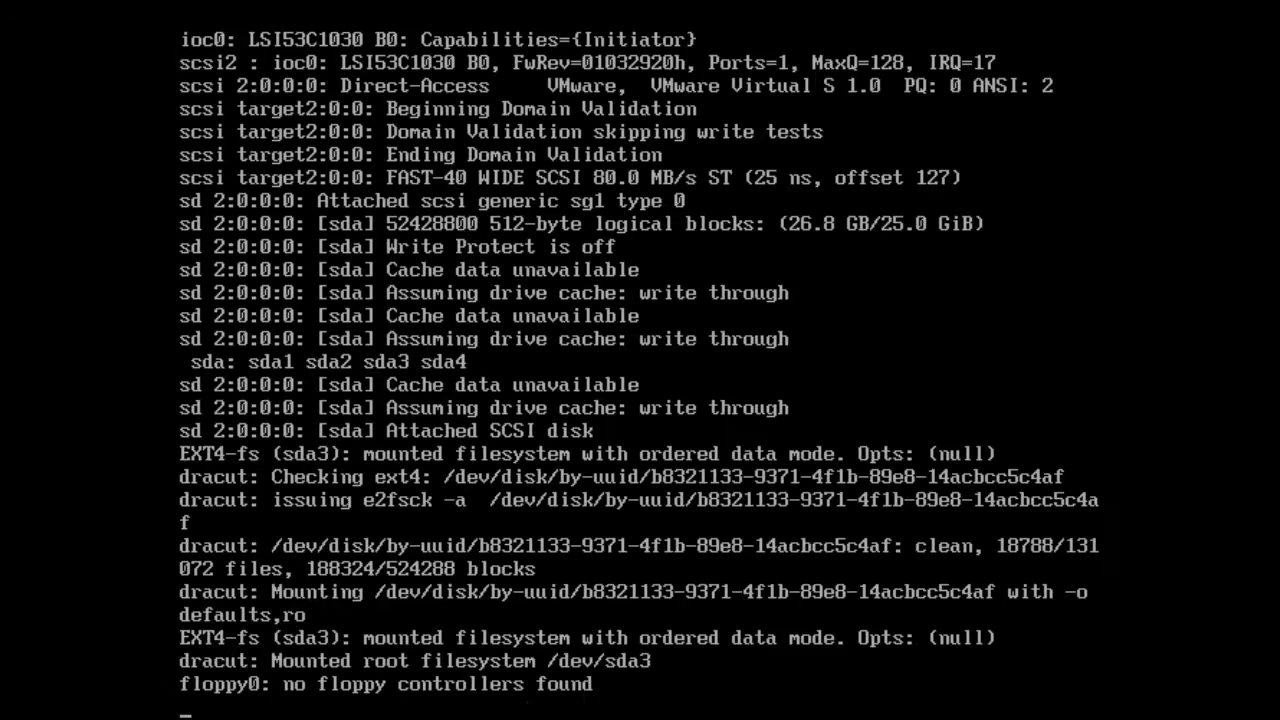 ioc0: LSI53C1030 B0: Capabilities={Initiator}
scsi2 : ioc0: LSI53C1030 B0, FwRev=01032920h, Ports=1, MaxQ=128, IRQ=17
scsi 2:0:0:0: Direct-Access     VMware,  VMware Virtual S 1.0  PQ: 0 ANSI: 2
scsi target2:0:0: Beginning Domain Validation
scsi target2:0:0: Domain Validation skipping write tests
scsi target2:0:0: Ending Domain Validation
scsi target2:0:0: FAST-40 WIDE SCSI 80.0 MB/s ST (25 ns, offset 127)
sd 2:0:0:0: Attached scsi generic sg1 type 0
sd 2:0:0:0: [sda] 52428800 512-byte logical blocks: (26.8 GB/25.0 GiB)
sd 2:0:0:0: [sda] Write Protect is off
sd 2:0:0:0: [sda] Cache data unavailable
sd 2:0:0:0: [sda] Assuming drive cache: write through
sd 2:0:0:0: [sda] Cache data unavailable
sd 2:0:0:0: [sda] Assuming drive cache: write through
 sda: sda1 sda2 sda3 sda4
sd 2:0:0:0: [sda] Cache data unavailable
sd 2:0:0:0: [sda] Assuming drive cache: write through
sd 2:0:0:0: [sda] Attached SCSI disk
EXT4-fs (sda3): mounted filesystem with ordered data mode. Opts: (null)
dracut: Checking ext4: /dev/disk/by-uuid/b8321133-9371-4f1b-89e8-14acbcc5c4af
dracut: issuing e2fsck -a  /dev/disk/by-uuid/b8321133-9371-4f1b-89e8-14acbcc5c4a
f
dracut: /dev/disk/by-uuid/b8321133-9371-4f1b-89e8-14acbcc5c4af: clean, 18788/131
072 files, 188324/524288 blocks
dracut: Mounting /dev/disk/by-uuid/b8321133-9371-4f1b-89e8-14acbcc5c4af with -o
defaults,ro
EXT4-fs (sda3): mounted filesystem with ordered data mode. Opts: (null)
dracut: Mounted root filesystem /dev/sda3
floppy0: no floppy controllers found